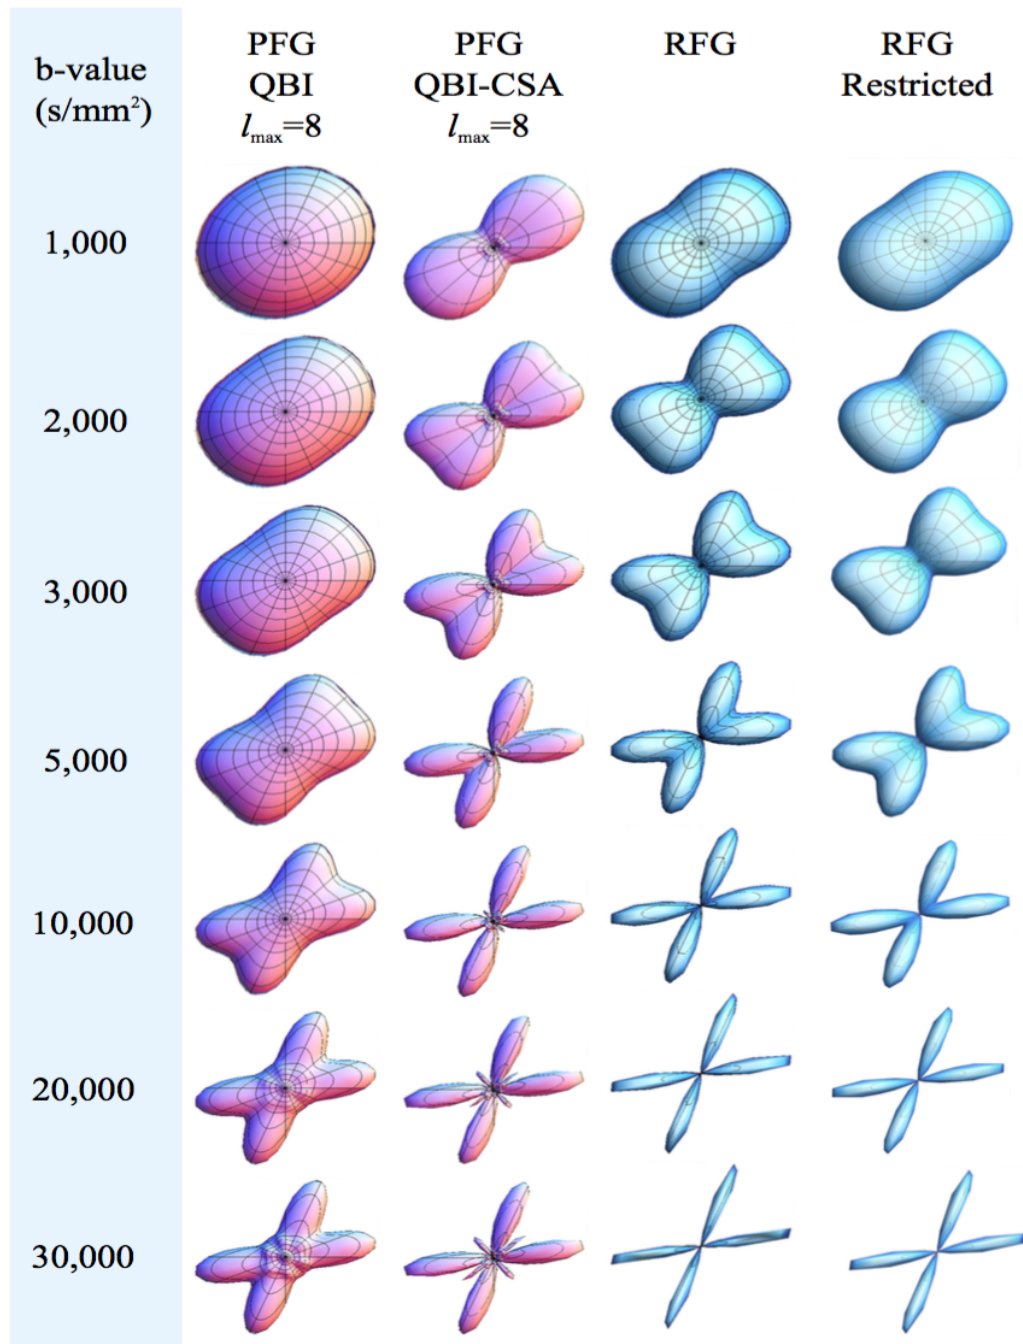 b-value
(s/mm²)
PFG
QBI
lmax=8
PFG
QBI-CSA
lmax=8
RFG
RFG
Restricted
1,000
2,000
3,000
5,000
10,000
20,000
30,000